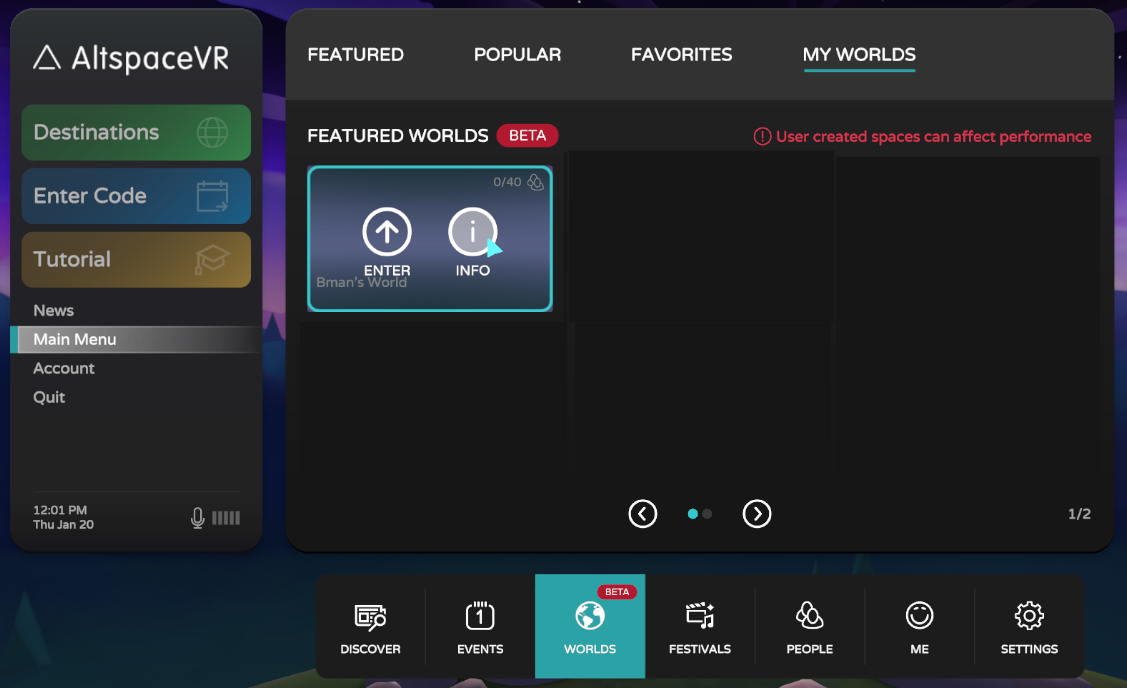 AltspaceVR
Destinations
Enter Code
Tutorial
News
Main Menu
Account
Quit
12:01 PM
Thu Jan 20
FEATURED POPULAR FAVORITES MY WORLDS
FEATURED WORLDS BETA User created spaces can affect performance
0/40
ENTER INFO
Bman's World
1/2
BETA
1
DISCOVER EVENTS WORLDS FESTIVALS PEOPLE ME SETTINGS